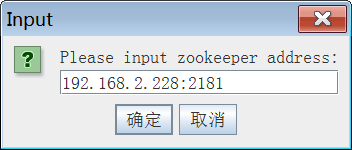 Input
Please input zookeeper address:
192.168.2.228:2181
确定 取消